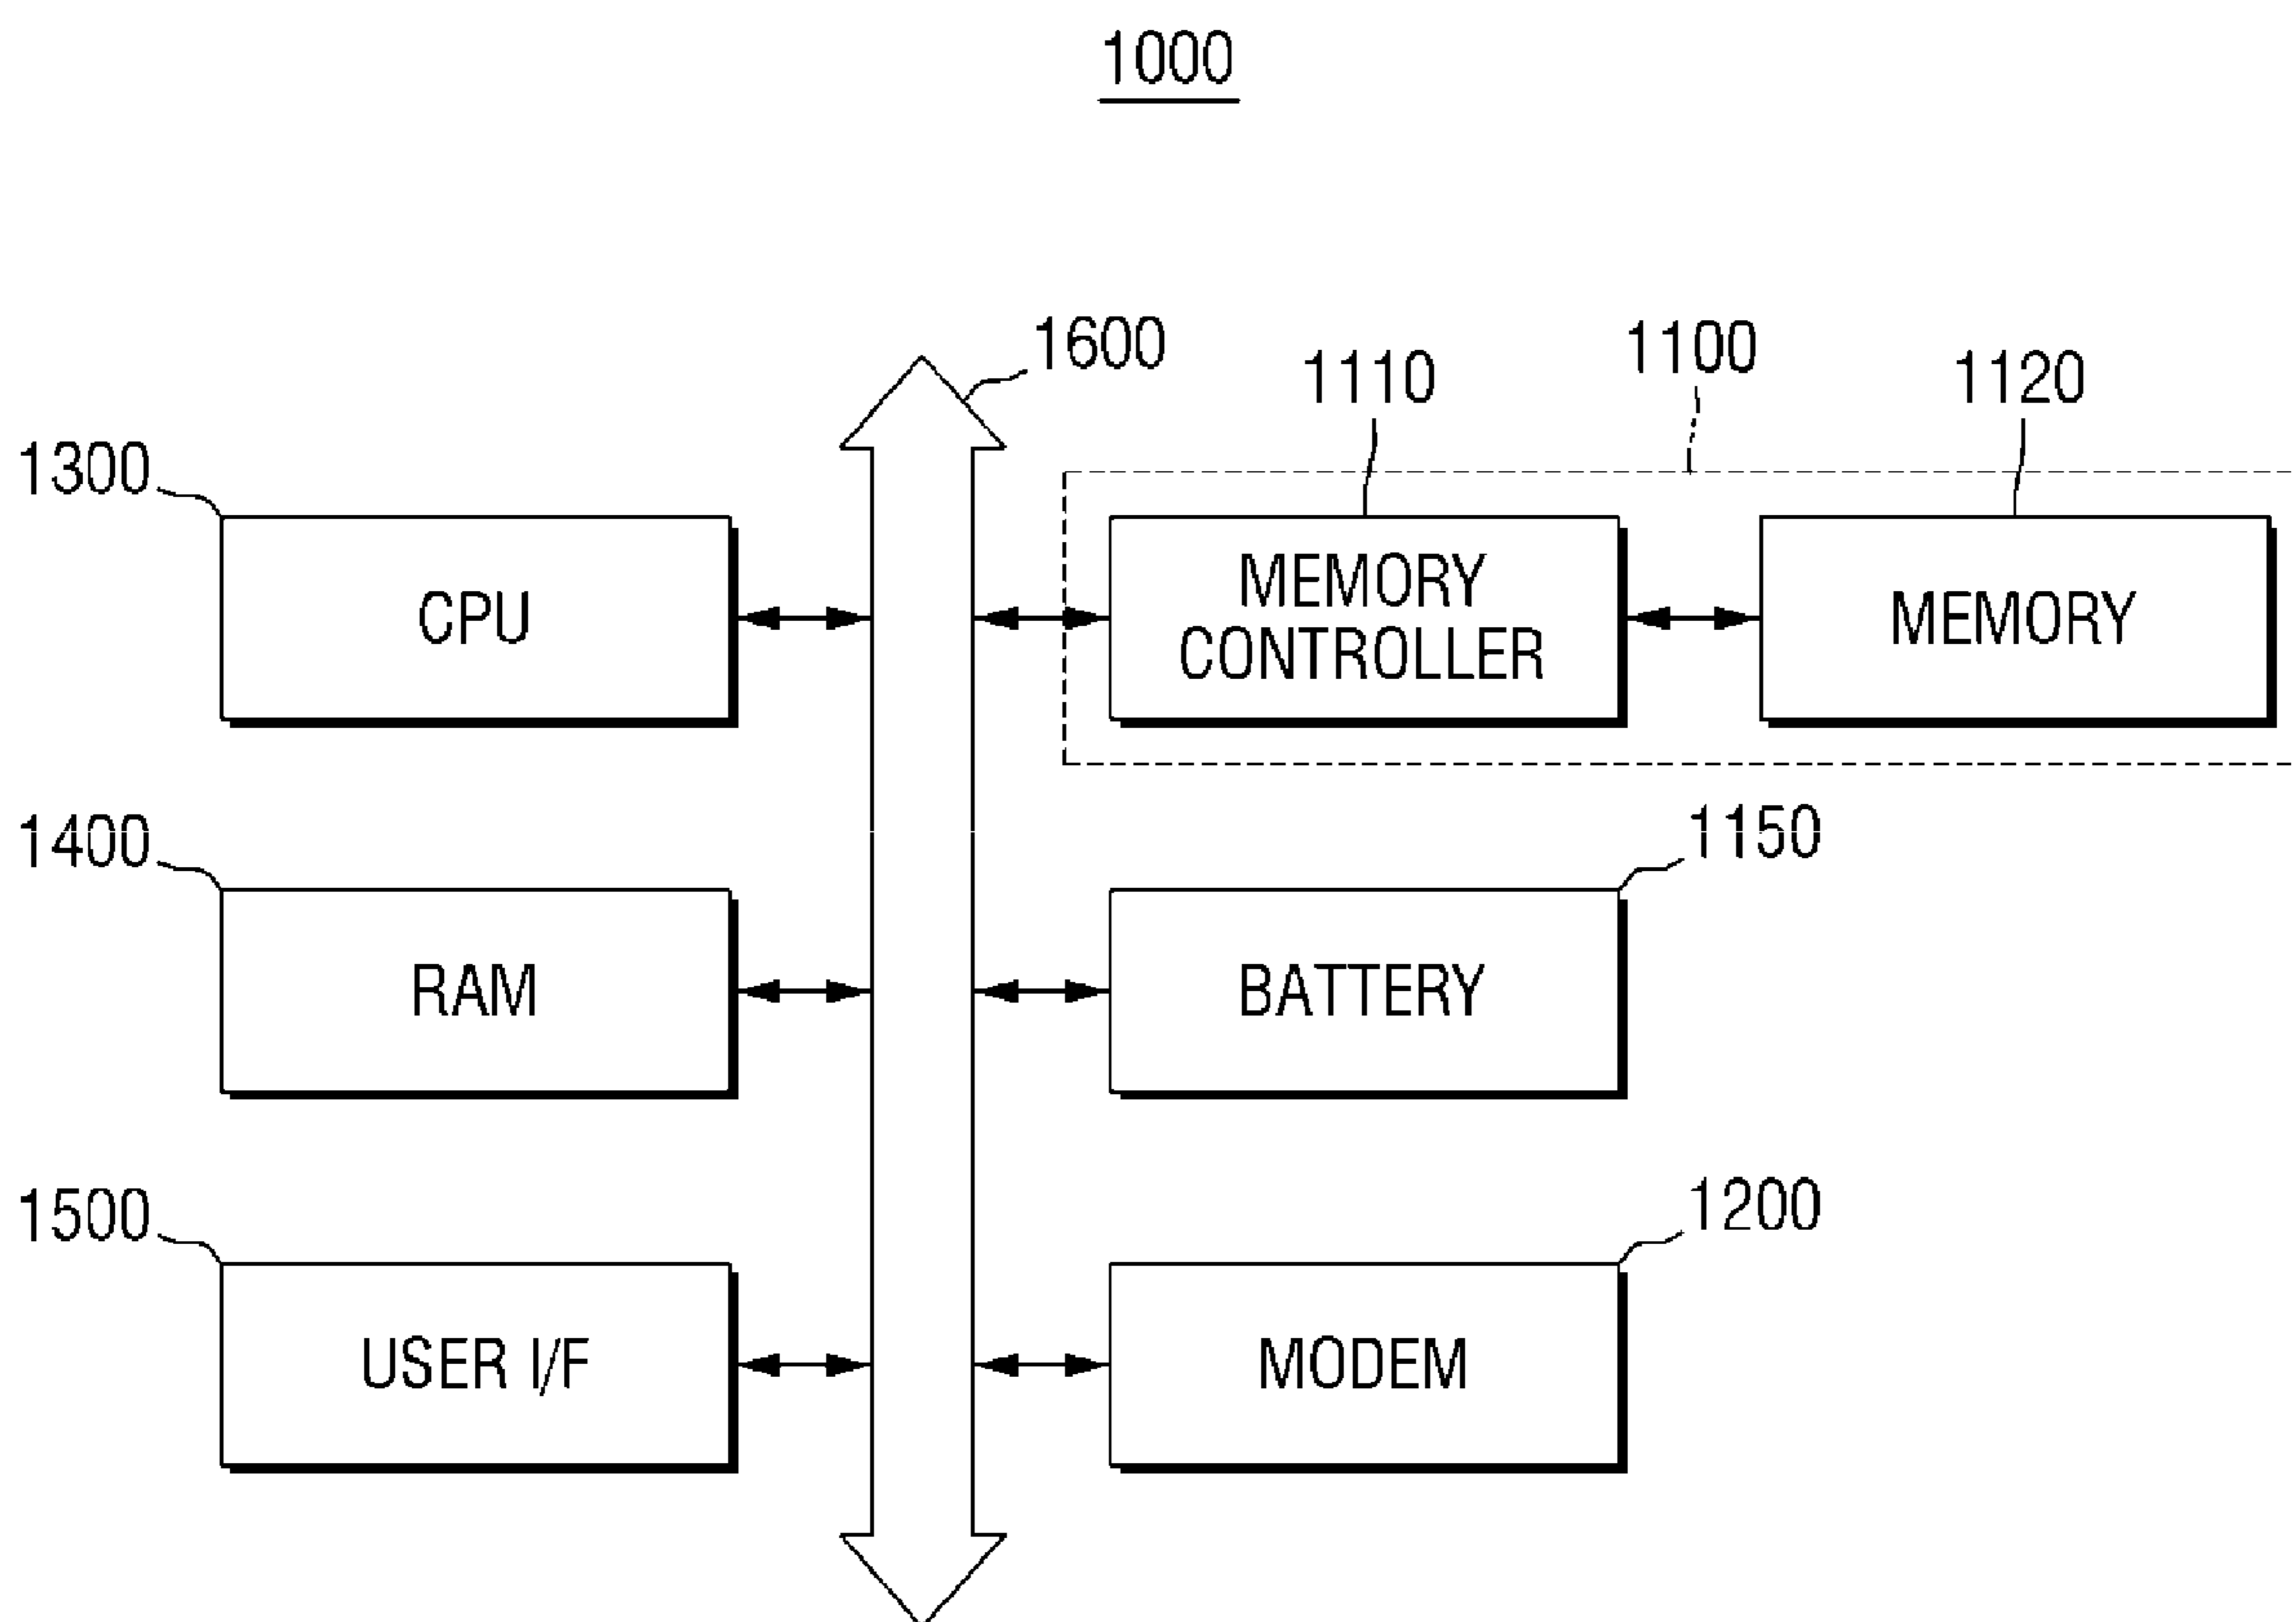 1000
1600
1110
1100
1120
1300
CPU
MEMORY
CONTROLLER
MEMORY
1400
1150
RAM
BATTERY
1500
1200
USER I/F
MODEM